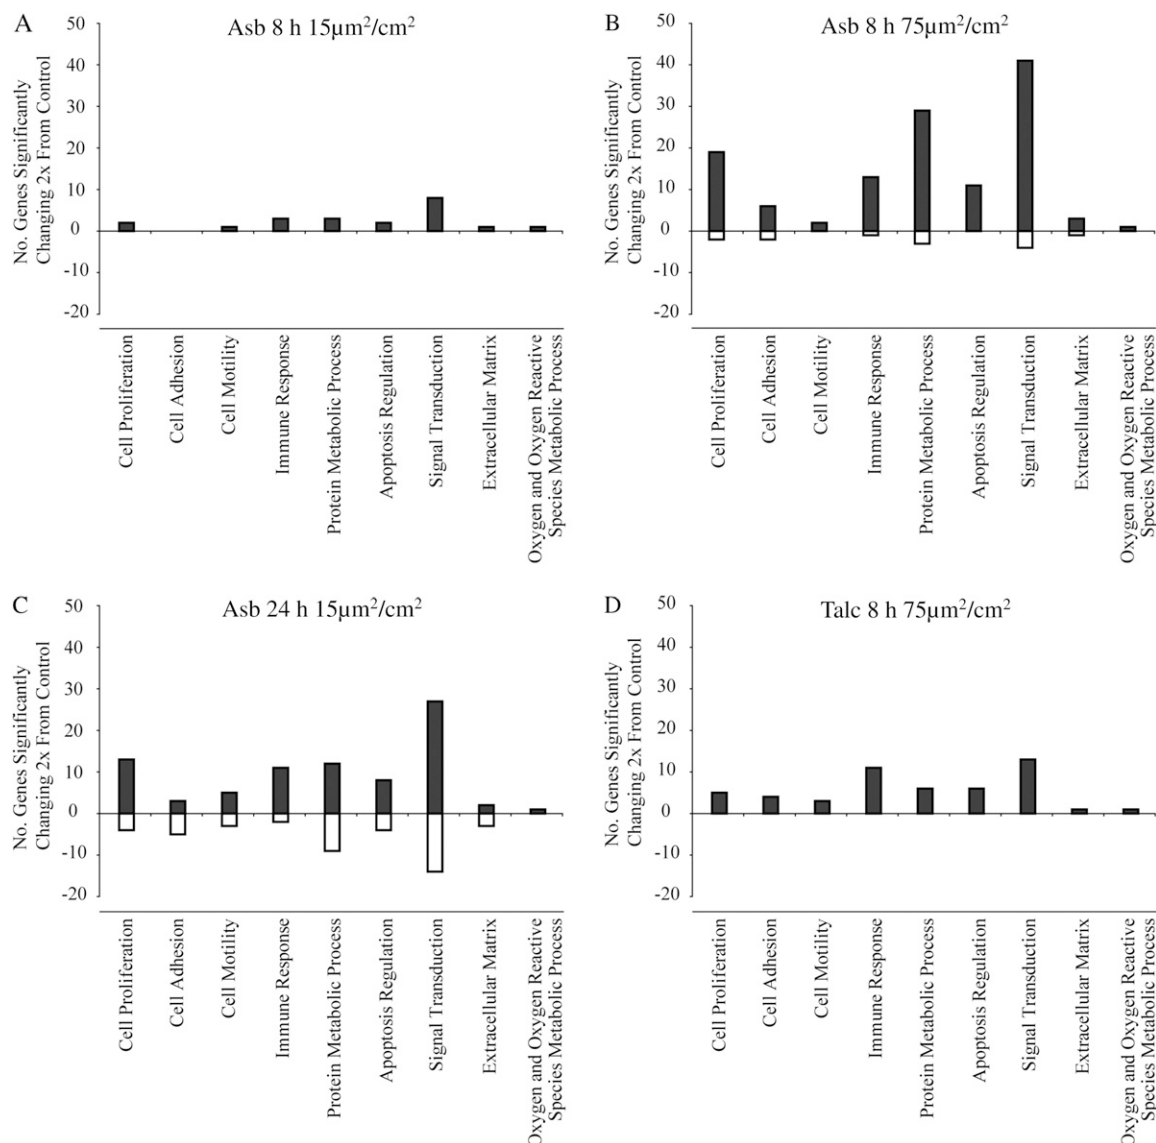 A
Asb 8 h 15µm²/cm²
No. Genes Significantly
Changing 2x From Control
50
40
30
20
10
0
-10
-20
Cell Proliferation
Cell Adhesion
Cell Motility
Immune Response
Protein Metabolic Process
Apoptosis Regulation
Signal Transduction
Extracellular Matrix
Oxygen and Oxygen Reactive
Species Metabolic Process
B
Asb 8 h 75µm²/cm²
No. Genes Significantly
Changing 2x From Control
50
40
30
20
10
0
-10
-20
Cell Proliferation
Cell Adhesion
Cell Motility
Immune Response
Protein Metabolic Process
Apoptosis Regulation
Signal Transduction
Extracellular Matrix
Oxygen and Oxygen Reactive
Species Metabolic Process
C
Asb 24 h 15µm²/cm²
No. Genes Significantly
Changing 2x From Control
50
40
30
20
10
0
-10
-20
Cell Proliferation
Cell Adhesion
Cell Motility
Immune Response
Protein Metabolic Process
Apoptosis Regulation
Signal Transduction
Extracellular Matrix
Oxygen and Oxygen Reactive
Species Metabolic Process
D
Talc 8 h 75µm²/cm²
No. Genes Significantly
Changing 2x From Control
50
40
30
20
10
0
-10
-20
Cell Proliferation
Cell Adhesion
Cell Motility
Immune Response
Protein Metabolic Process
Apoptosis Regulation
Signal Transduction
Extracellular Matrix
Oxygen and Oxygen Reactive
Species Metabolic Process